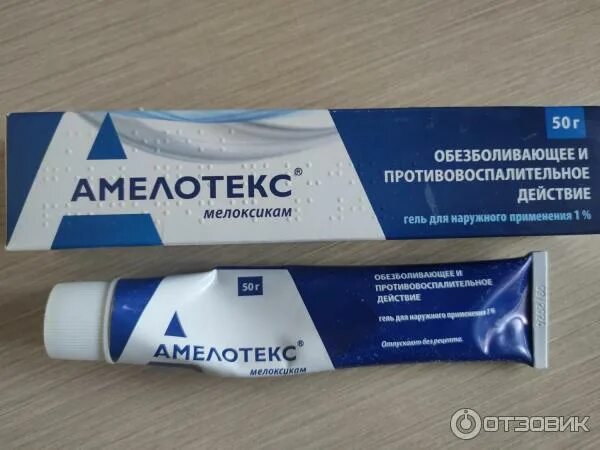 50 г
АМЕЛОТЕКС®
мелоксикам
ОБЕЗБОЛИВАЮЩЕЕ И
ПРОТИВОВОСПАЛИТЕЛЬНОЕ
ДЕЙСТВИЕ
гель для наружного применения 1 %
50 г
АМЕЛОТЕКС®
мелоксикам
ОБЕЗБОЛИВАЮЩЕЕ И
ПРОТИВОВОСПАЛИТЕЛЬНОЕ
ДЕЙСТВИЕ
гель для наружного применения 1%
Отпускают без рецепта.
ОТЗОВИК